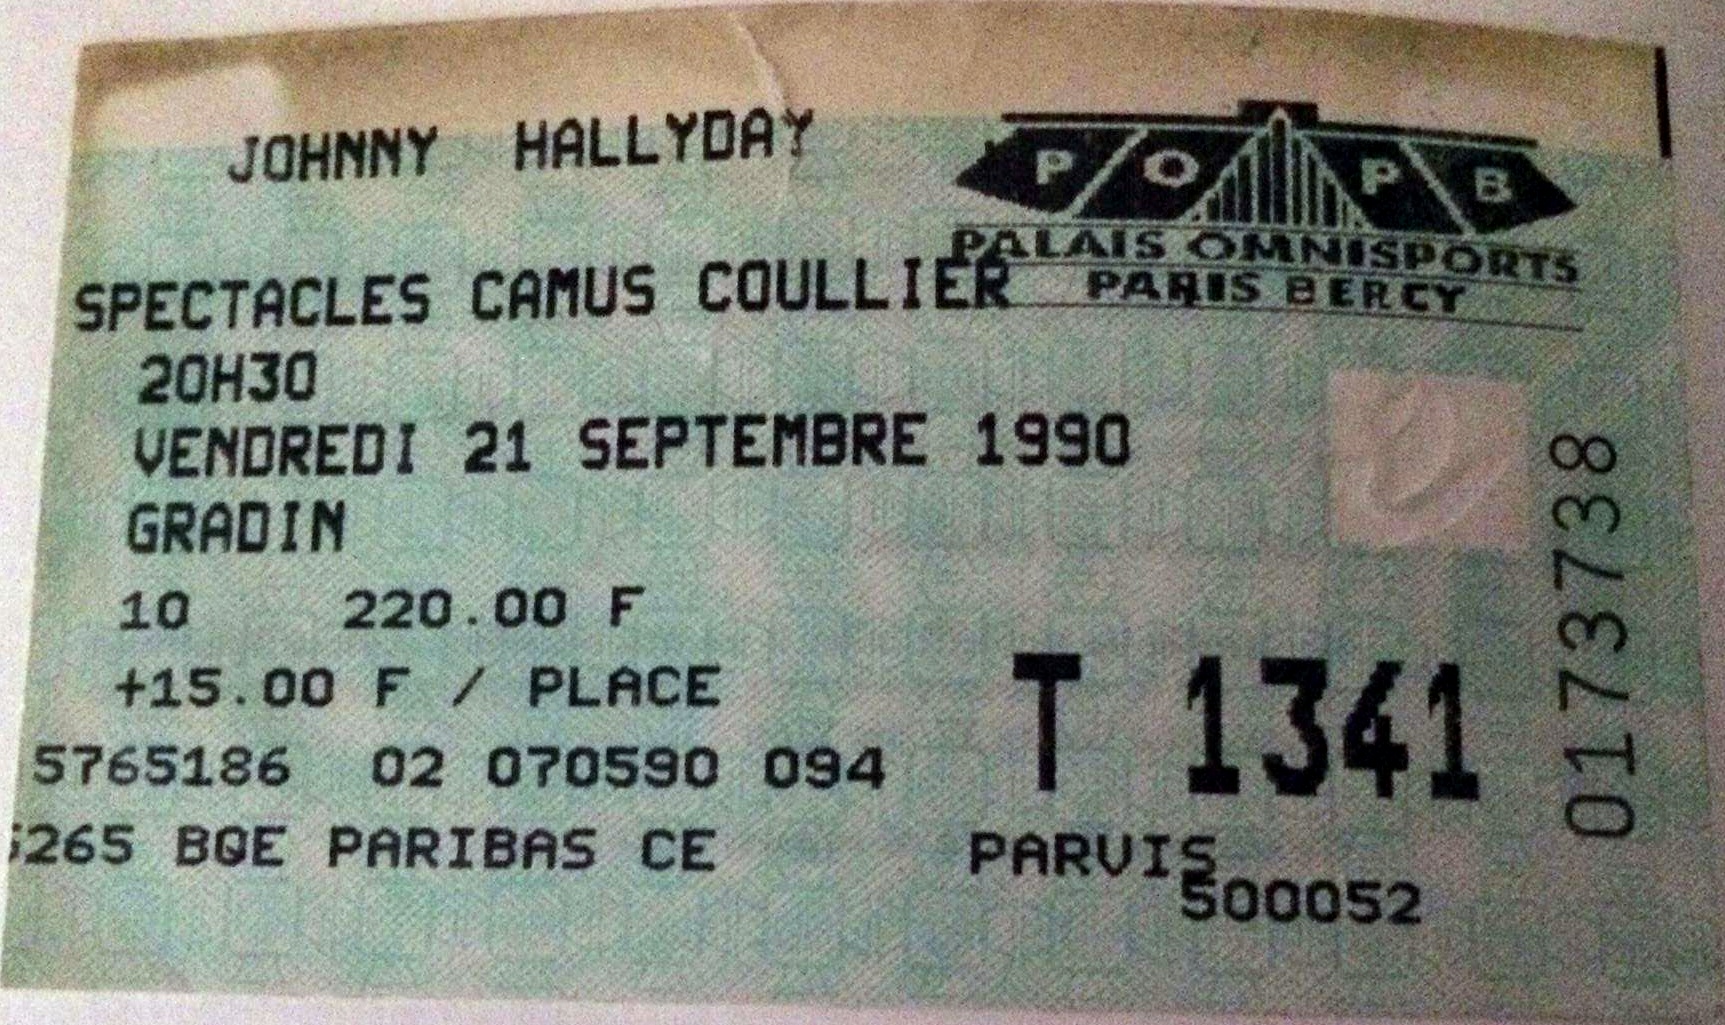 JOHNNY HALLYDAY
P O P B
PALAIS OMNISPORTS
PARIS BERCY
SPECTACLES CAMUS COULLIER
20H30
VENDREDI 21 SEPTEMBRE 1990
GRADIN
10 220.00 F
+15.00 F / PLACE
T 1341
5765186 02 070590 094
5265 BQE PARIBAS CE
PARVIS
500052
0173738